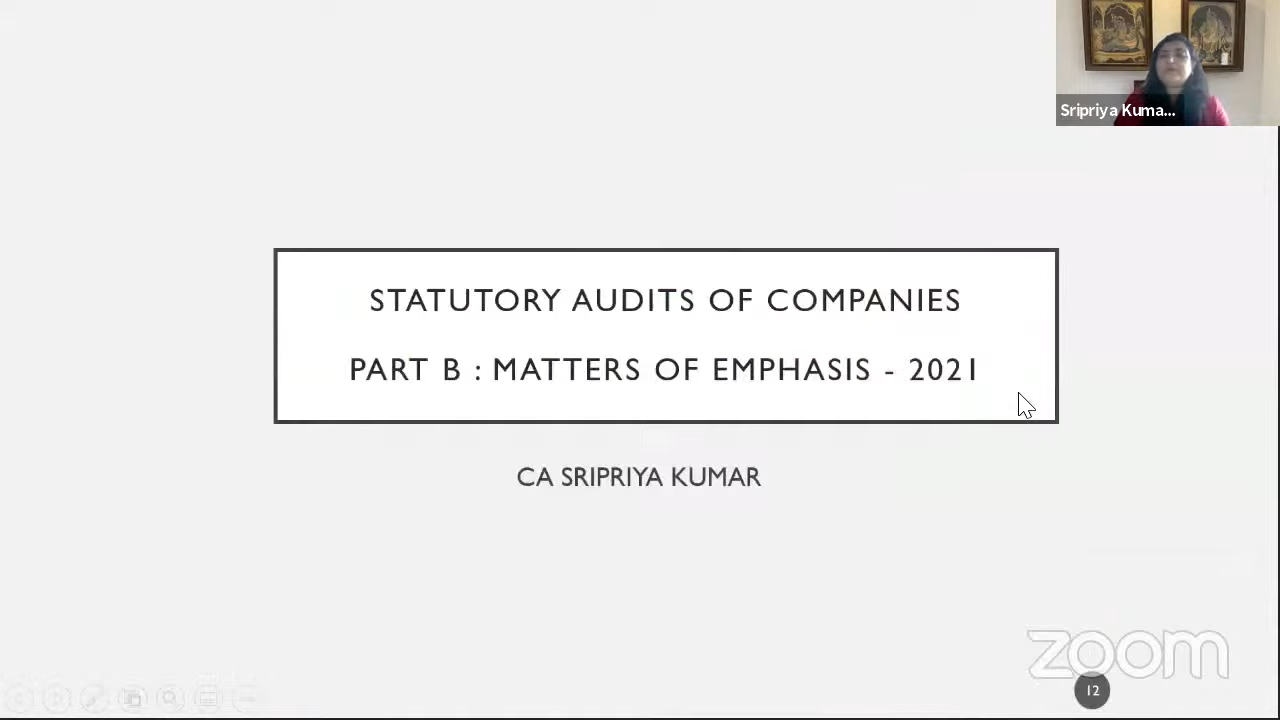 Sripriya Kuma...
STATUTORY AUDITS OF COMPANIES
PART B : MATTERS OF EMPHASIS - 2021
CA SRIPRIYA KUMAR
zoom
12